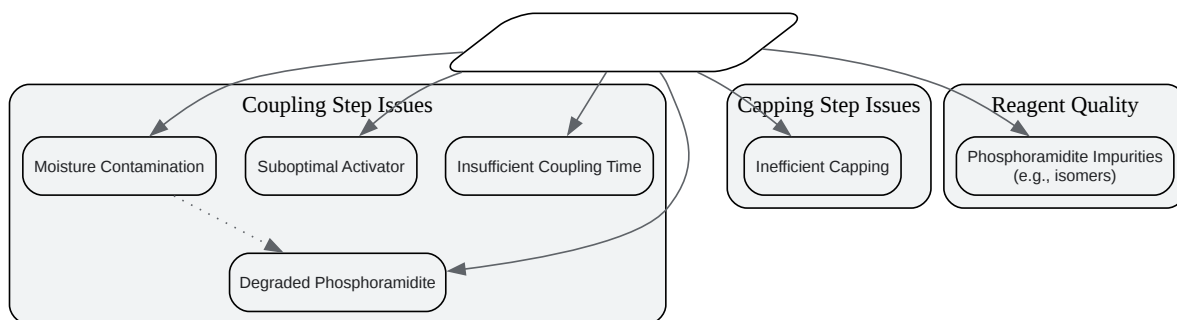 Coupling Step Issues
Capping Step Issues
Reagent Quality
Moisture Contamination
Suboptimal Activator
Insufficient Coupling Time
Inefficient Capping
Phosphoramidite Impurities
(e.g., isomers)
Degraded Phosphoramidite